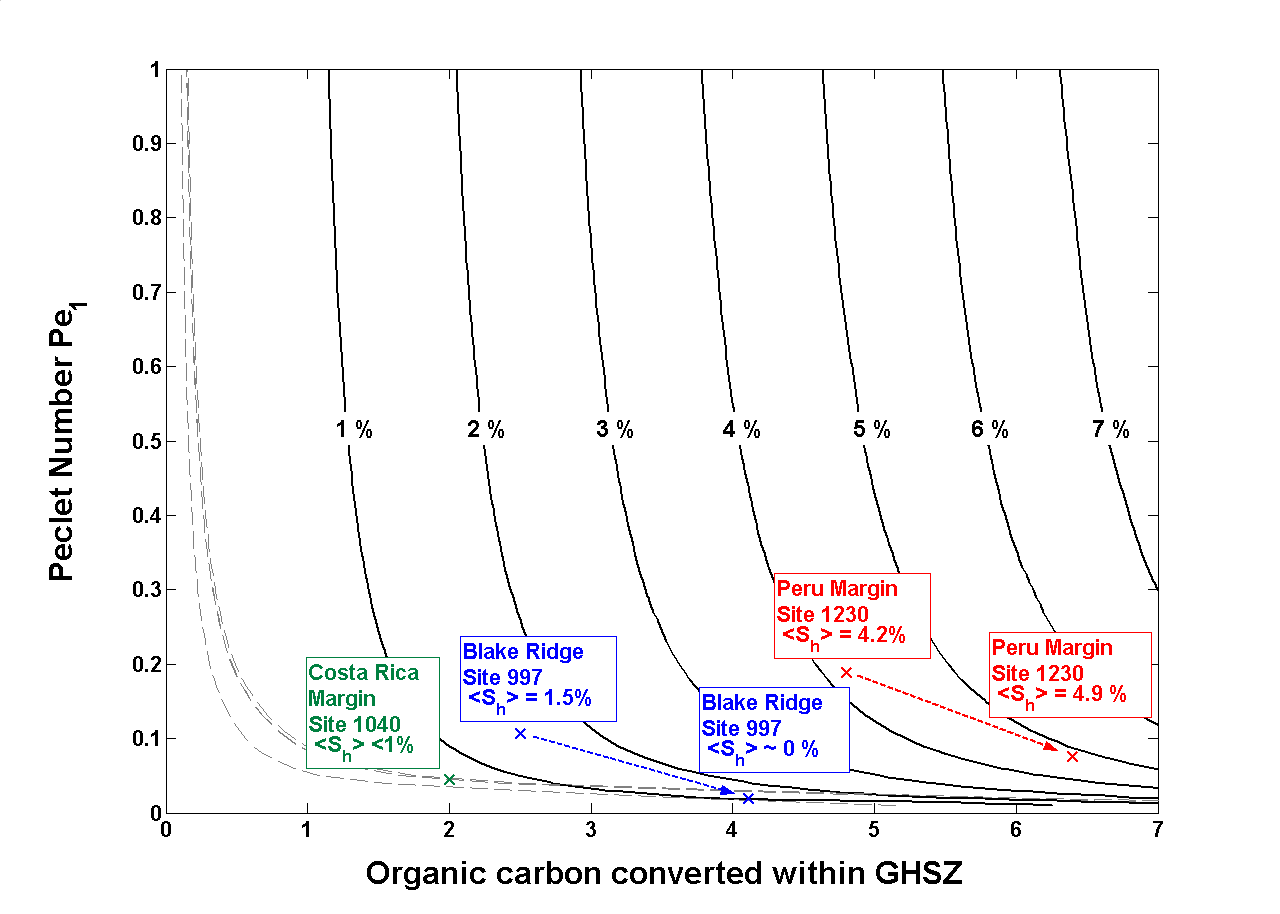 1
0.9
0.8
0.7
0.6
0.5
0.4
0.3
0.2
0.1
0
0
1
2
3
4
5
6
7
Peclet Number Pe1
Organic carbon converted within GHSZ
1 %
2 %
3 %
4 %
5 %
6 %
7 %
Costa Rica
Margin
Site 1040
<Sh> <1%
Blake Ridge
Site 997
<Sh> = 1.5%
Blake Ridge
Site 997
<Sh> ~ 0 %
Peru Margin
Site 1230
<Sh> = 4.2%
Peru Margin
Site 1230
<Sh> = 4.9 %